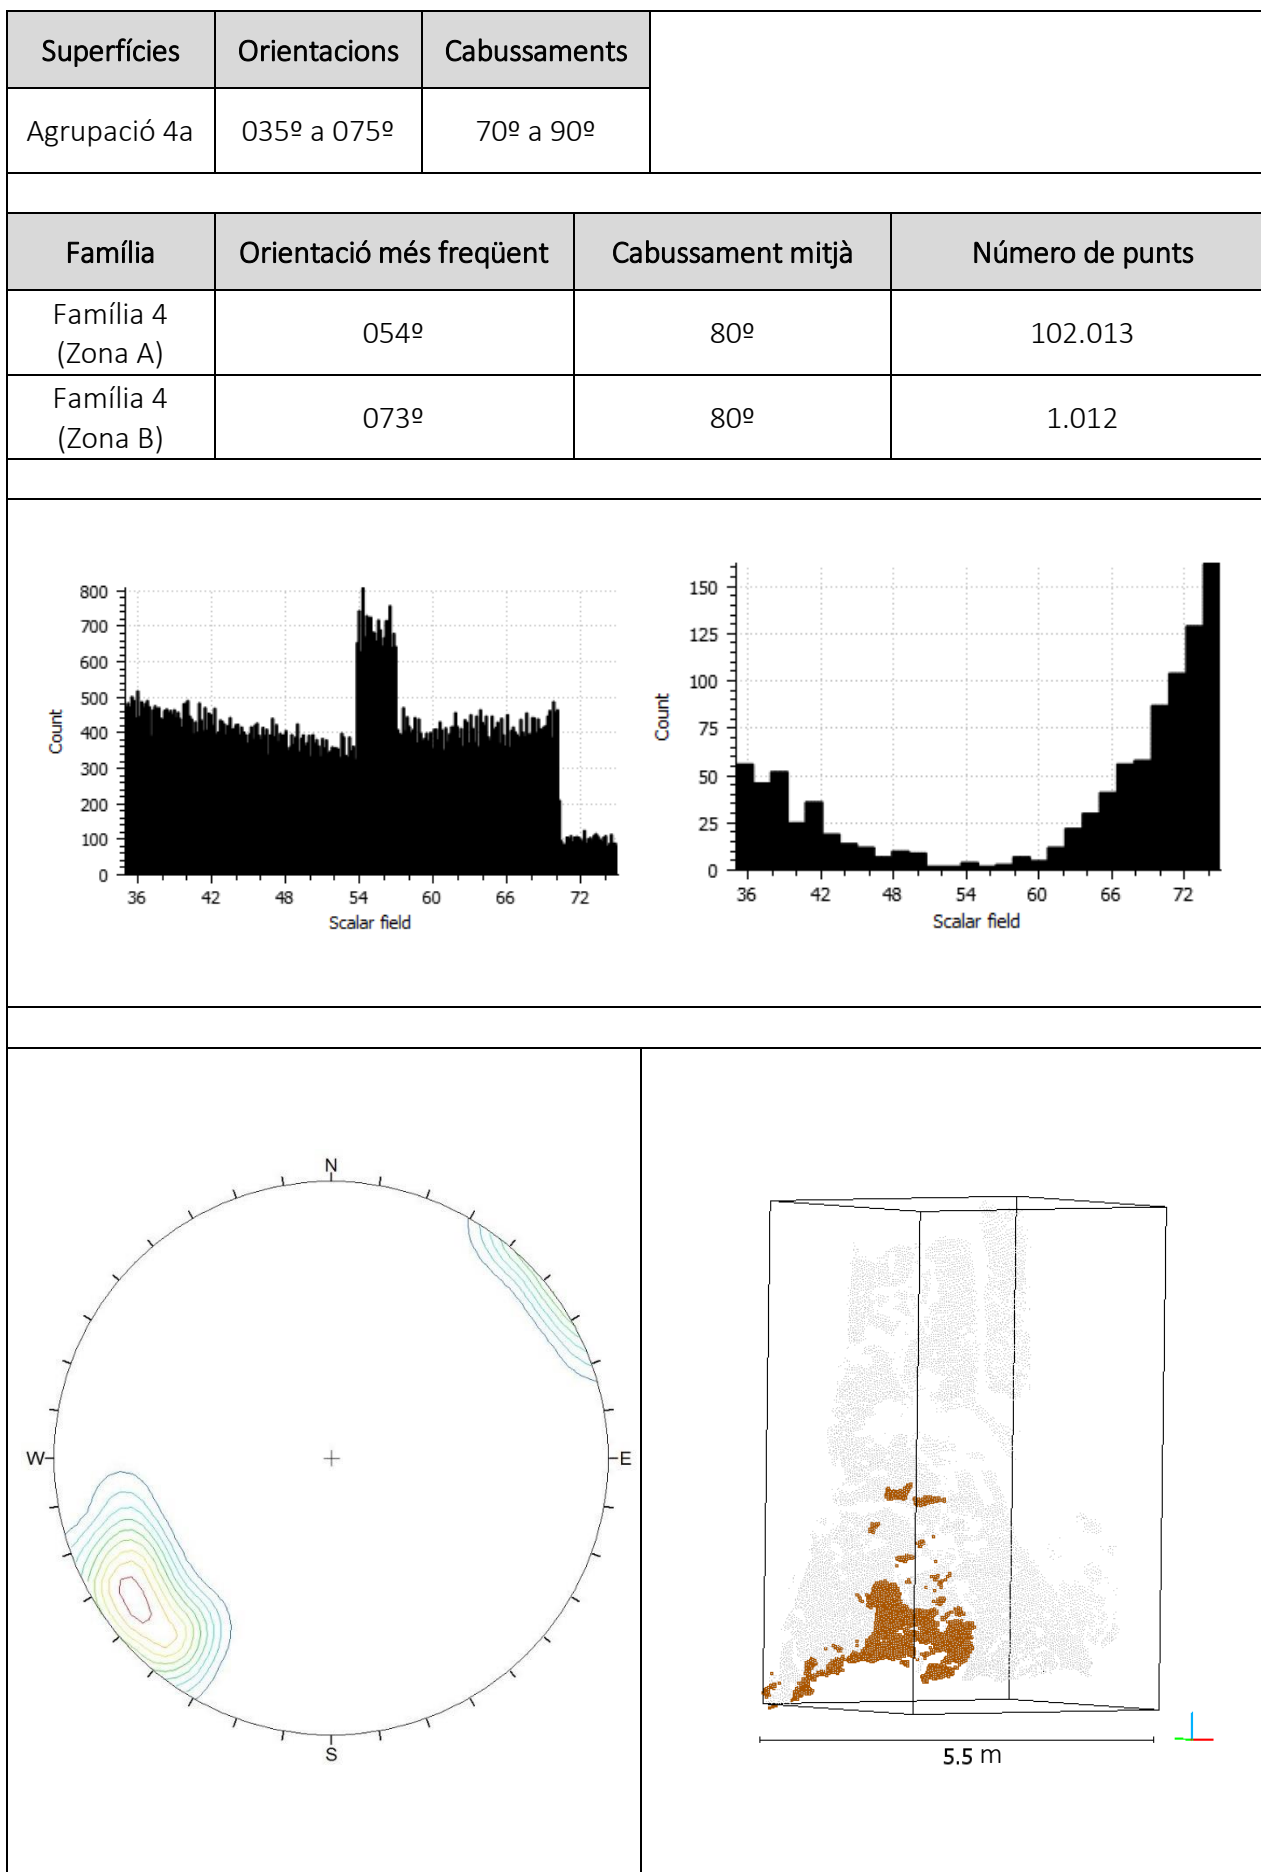 Superfícies Orientacions Cabussaments
Agrupació 4a 035º a 075º 70º a 90º
Família Orientació més freqüent Cabussament mitjà Número de punts
Família 4
(Zona A) 054º 80º 102.013
Família 4
(Zona B) 073º 80º 1.012
800
700
600
500
400
300
200
100
0
Count
36 42 48 54 60 66 72
Scalar field
150
125
100
75
50
25
0
Count
36 42 48 54 60 66 72
Scalar field
N
W
E
S
5.5 m